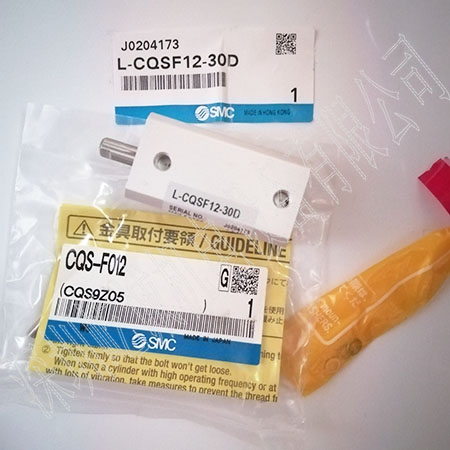 J0204173
L-CQSF12-30D
SMC
MADE IN HONG KONG
1
L-CQSF12-30D
SERIAL NO.
J0204173
金具取付要領 / GUIDELINE
CQS-F012
G
(CQS9Z05 )
1
SMC
MADE IN JAPAN
② Tighten firmly so that the bolt won't get loose.
When using a cylinder with high operating frequency or at
with lots of vibration, take measures to prevent the thread f